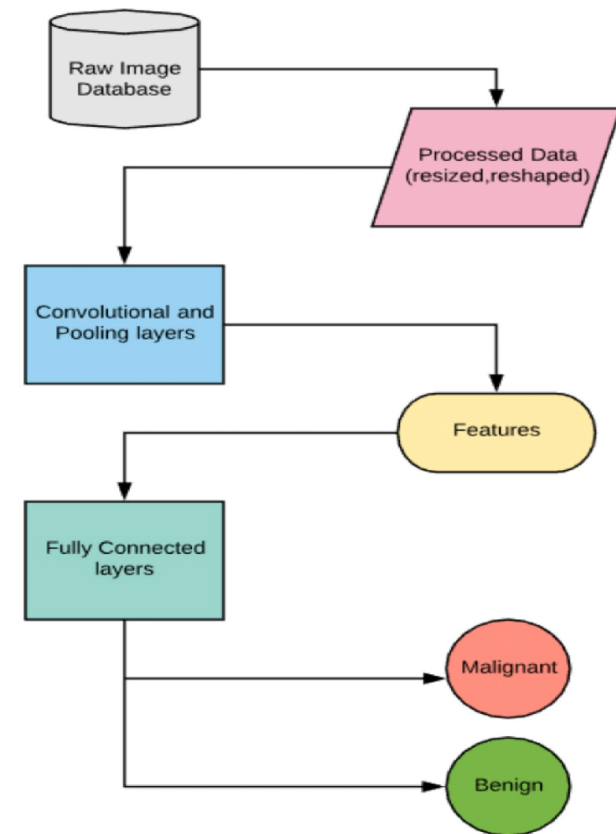 Raw Image
Database
Processed Data
(resized,reshaped)
Convolutional and
Pooling layers
Features
Fully Connected
layers
Malignant
Benign